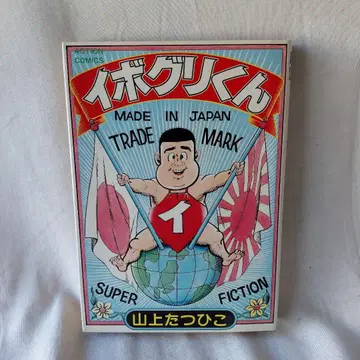 ACTION
COMICS
イボグリくん
MADE IN JAPAN
TRADE MARK
イ
SUPER FICTION
山上たつひこ